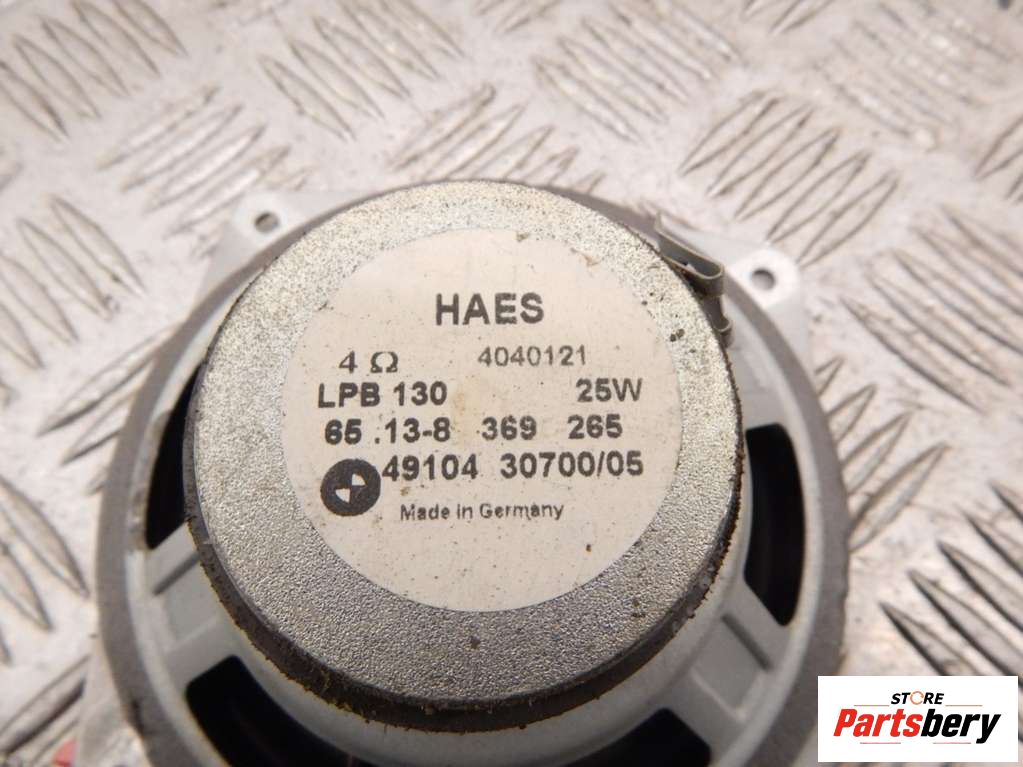 HAES
4 Ω 4040121
LPB 130 25W
65 .13-8 369 265
49104 30700/05
Made in Germany
STORE
Partsbery